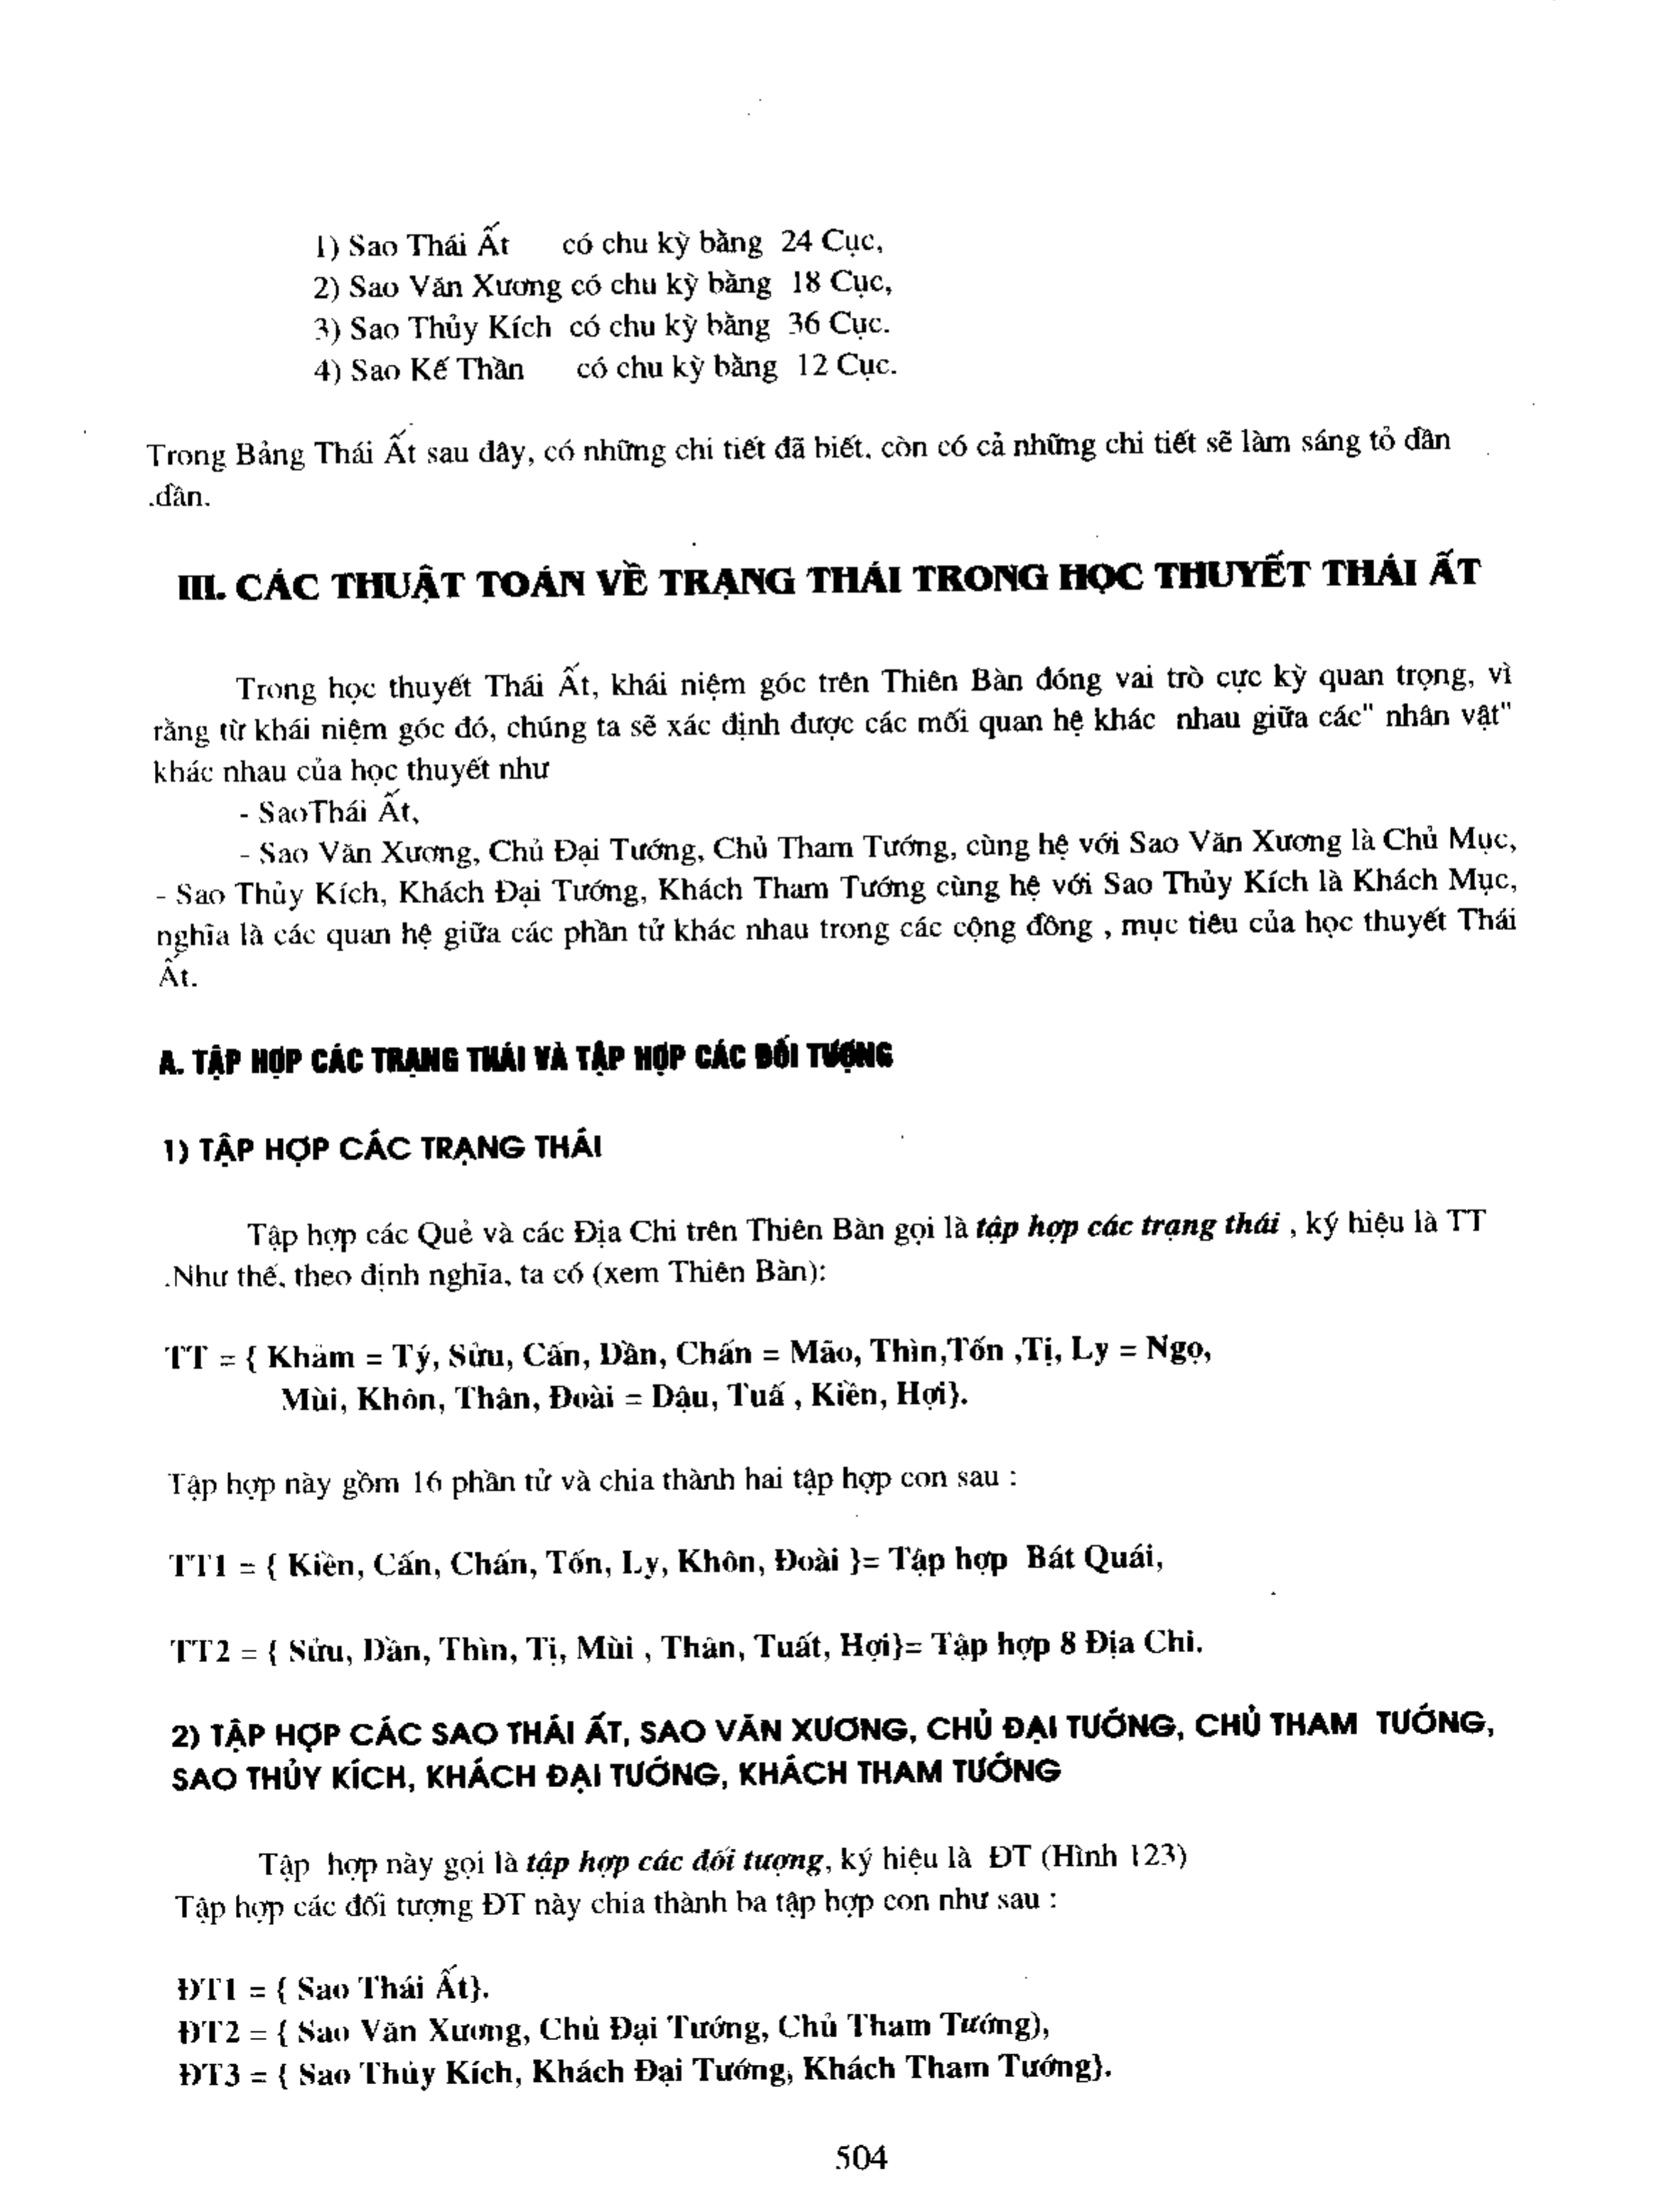 1) Sao Thái Ất có chu kỳ bằng 24 Cục,
2) Sao Văn Xương có chu kỳ bằng 18 Cục,
3) Sao Thủy Kích có chu kỳ bằng 36 Cục.
4) Sao Kế Thần có chu kỳ bằng 12 Cục.
Trong Bảng Thái Ất sau đây, có những chi tiết đã biết, còn có cả những chi tiết sẽ làm sáng tỏ dần
.dần.
III. CÁC THUẬT TOÁN VỀ TRẠNG THÁI TRONG HỌC THUYẾT THÁI ẤT
Trong học thuyết Thái Ất, khái niệm góc trên Thiên Bàn đóng vai trò cực kỳ quan trọng, vì
rằng từ khái niệm góc đó, chúng ta sẽ xác định được các mối quan hệ khác nhau giữa các" nhân vật"
khác nhau của học thuyết như
- SaoThái Ất,
- Sao Văn Xương, Chủ Đại Tướng, Chủ Tham Tướng, cùng hệ với Sao Văn Xương là Chủ Mục,
- Sao Thủy Kích, Khách Đại Tướng, Khách Tham Tướng cùng hệ với Sao Thủy Kích là Khách Mục,
nghĩa là các quan hệ giữa các phần tử khác nhau trong các cộng đồng , mục tiêu của học thuyết Thái
Ất.
A. TẬP HỢP CÁC TRẠNG THÁI VÀ TẬP HỢP CÁC ĐỐI TƯỢNG
1) TẬP HỢP CÁC TRẠNG THÁI
Tập hợp các Quẻ và các Địa Chi trên Thiên Bàn gọi là tập hợp các trạng thái , ký hiệu là TT
.Như thế, theo định nghĩa, ta có (xem Thiên Bàn):
TT = { Khảm = Tý, Sửu, Cấn, Dần, Chấn = Mão, Thìn,Tốn ,Tị, Ly = Ngọ,
Mùi, Khôn, Thân, Đoài = Dậu, Tuấ , Kiền, Hợi}.
Tập hợp này gồm 16 phần tử và chia thành hai tập hợp con sau :
TT1 = { Kiền, Cấn, Chấn, Tốn, Ly, Khôn, Đoài }= Tập hợp Bát Quái,
TT2 = { Sửu, Dần, Thìn, Tị, Mùi , Thân, Tuất, Hợi}= Tập hợp 8 Địa Chi.
2) TẬP HỢP CÁC SAO THÁI ẤT, SAO VĂN XƯƠNG, CHỦ ĐẠI TƯỚNG, CHỦ THAM TƯỚNG,
SAO THỦY KÍCH, KHÁCH ĐẠI TƯỚNG, KHÁCH THAM TƯỚNG
Tập hợp này gọi là tập hợp các đối tượng, ký hiệu là ĐT (Hình 123)
Tập hợp các đối tượng ĐT này chia thành ba tập hợp con như sau :
ĐT1 = { Sao Thái Ất}.
ĐT2 = { Sao Văn Xương, Chủ Đại Tướng, Chủ Tham Tướng),
ĐT3 = { Sao Thủy Kích, Khách Đại Tướng, Khách Tham Tướng}.
504